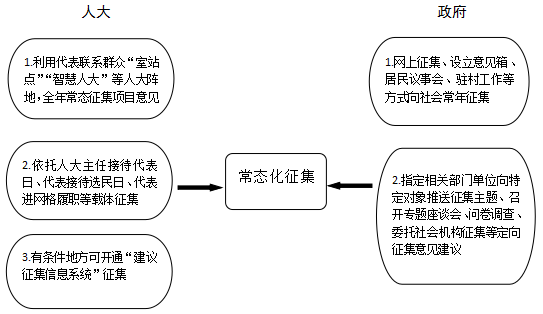 人大
政府
1.利用代表联系群众“室站
点”“智慧人大”等人大阵
地，全年常态征集项目意见
1.网上征集、设立意见箱、
居民议事会、驻村工作等
方式向社会常年征集
2.依托人大主任接待代表
日、代表接待选民日、代表
进网格履职等载体征集
常态化征集
2.指定相关部门单位向特
定对象推送征集主题、召
开专题座谈会、问卷调查、
委托社会机构征集等定向
征集意见建议
3.有条件地方可开通“建议
征集信息系统”征集